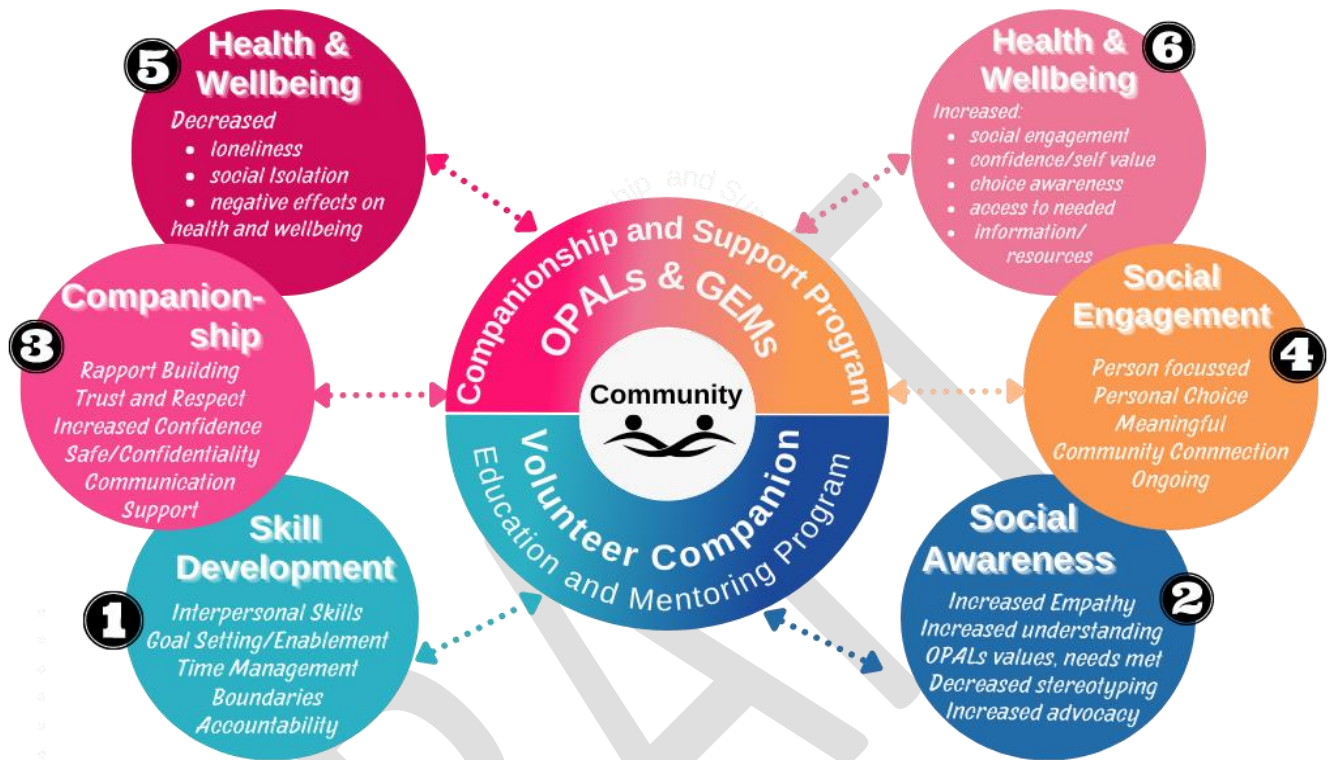 5
Health &
Wellbeing
Decreased
• loneliness
• social Isolation
• negative effects on
health and wellbeing
6
Health &
Wellbeing
Increased:
• social engagement
• confidence/self value
• choice awareness
• access to needed
• information/
resources
3
Companion-
ship
Rapport Building
Trust and Respect
Increased Confidence
Safe/Confidentiality
Communication
Support
Companionship and Support Program
OPALs & GEMs
Community
Volunteer Companion
Education and Mentoring Program
4
Social
Engagement
Person focussed
Personal Choice
Meaningful
Community Connnection
Ongoing
1
Skill
Development
Interpersonal Skills
Goal Setting/Enablement
Time Management
Boundaries
Accountability
2
Social
Awareness
Increased Empathy
Increased understanding
OPALs values, needs met
Decreased stereotyping
Increased advocacy